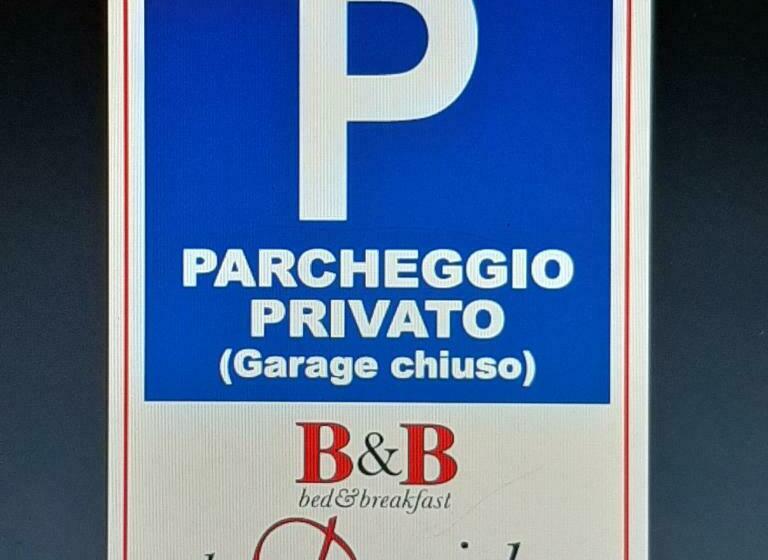 P
PARCHEGGIO
PRIVATO
(Garage chiuso)
B&B
bed&breakfast